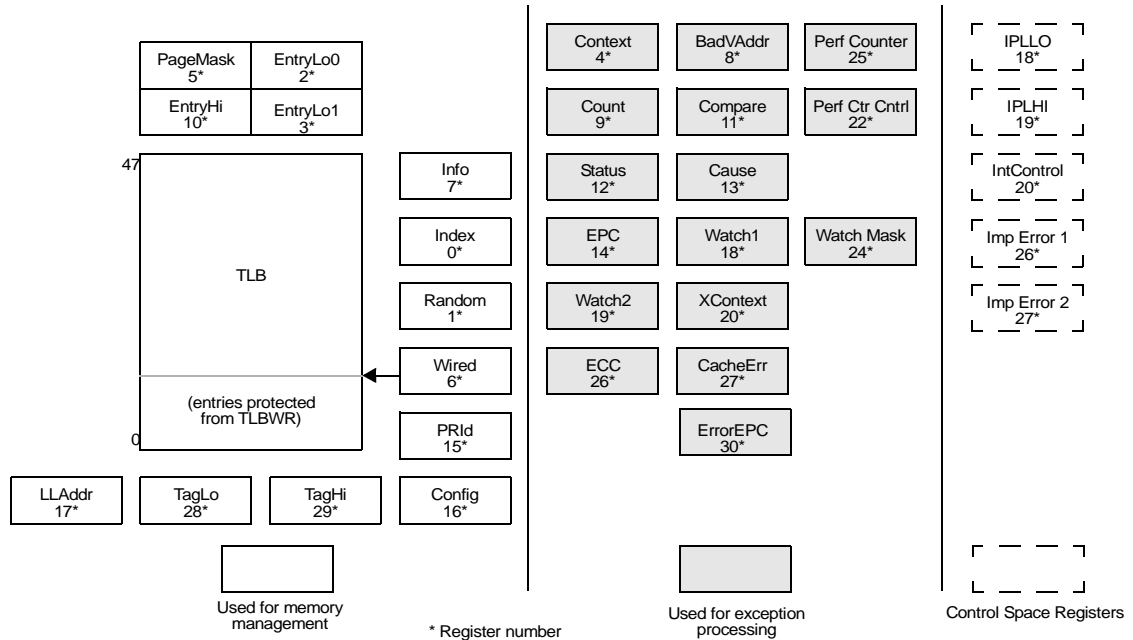 PageMask
5*
EntryLo0
2*
EntryHi
10*
EntryLo1
3*
47
TLB
(entries protected
from TLBWR)
0
Info
7*
Index
0*
Random
1*
Wired
6*
PRId
15*
LLAddr
17*
TagLo
28*
TagHi
29*
Config
16*
Used for memory
management
* Register number
Context
4*
BadVAddr
8*
Perf Counter
25*
Count
9*
Compare
11*
Perf Ctr Cntrl
22*
Status
12*
Cause
13*
EPC
14*
Watch1
18*
Watch Mask
24*
Watch2
19*
XContext
20*
ECC
26*
CacheErr
27*
ErrorEPC
30*
Used for exception
processing
IPLLO
18*
IPLHI
19*
IntControl
20*
Imp Error 1
26*
Imp Error 2
27*
Control Space Registers